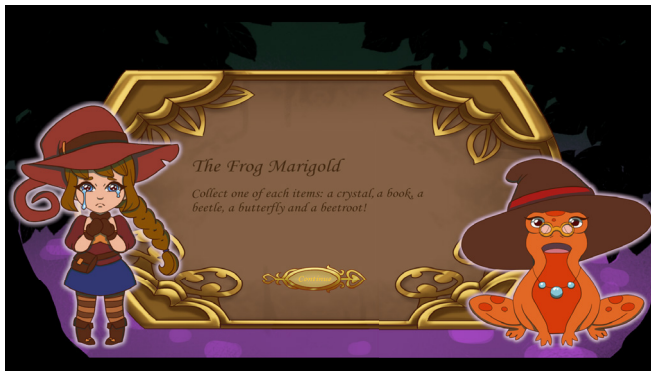 The Frog Marigold
Collect one of each items: a crystal, a book, a
beetle, a butterfly and a beetroot!